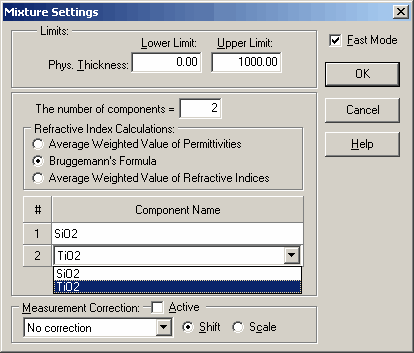 Mixture Settings
Limits:
Lower Limit: Upper Limit:
Phys. Thickness: 0.00 1000.00
Fast Mode
OK
Cancel
Help
The number of components = 2
Refractive Index Calculations:
Average Weighted Value of Permittivities
Bruggemann's Formula
Average Weighted Value of Refractive Indices
# Component Name
1 SiO2
2 TiO2
SiO2
TiO2
Measurement Correction: Active
No correction Shift Scale